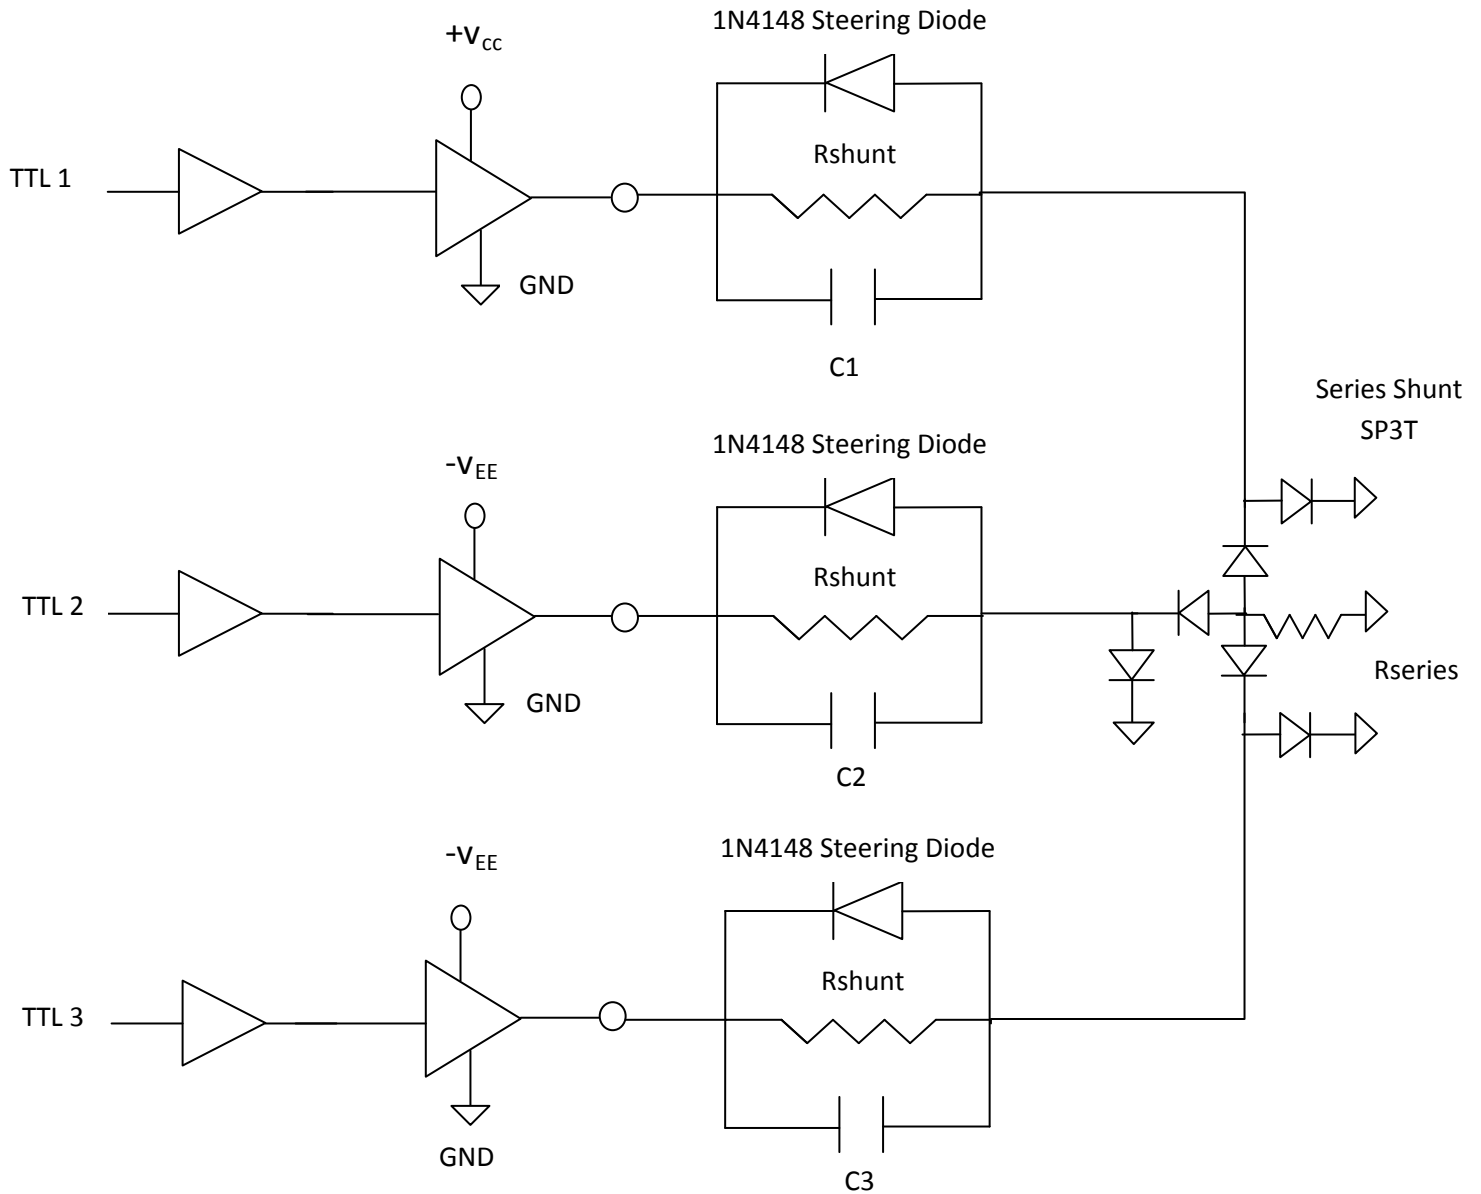 1N4148 Steering Diode
+Vcc
Rshunt
TTL 1
GND
C1
Series Shunt
SP3T
1N4148 Steering Diode
-VEE
Rshunt
TTL 2
Rseries
GND
C2
1N4148 Steering Diode
-VEE
Rshunt
TTL 3
GND
C3